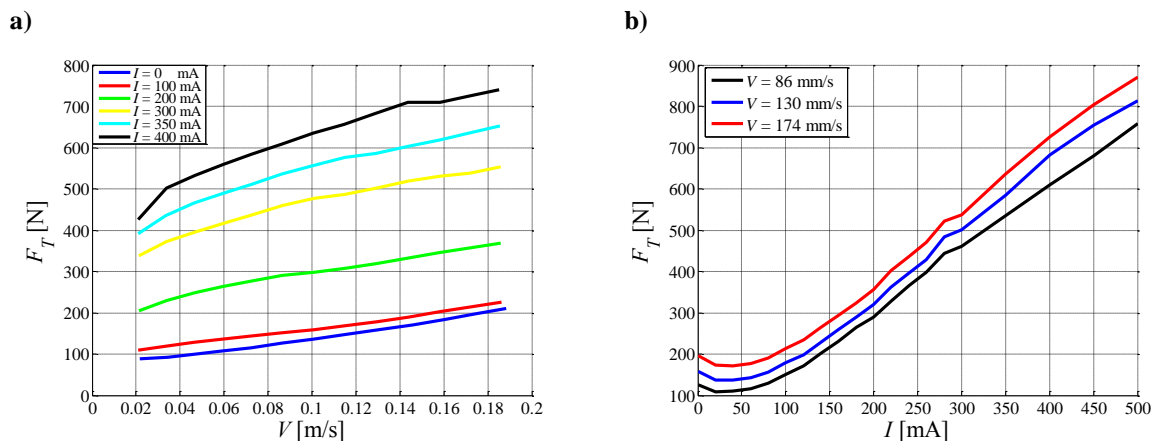 a)
F_T [N]
800
700
600
500
400
300
200
100
0
I = 0 mA
I = 100 mA
I = 200 mA
I = 300 mA
I = 350 mA
I = 400 mA
0 0.02 0.04 0.06 0.08 0.1 0.12 0.14 0.16 0.18 0.2
V [m/s]
b)
F_T [N]
900
800
700
600
500
400
300
200
100
V = 86 mm/s
V = 130 mm/s
V = 174 mm/s
0 50 100 150 200 250 300 350 400 450 500
I [mA]